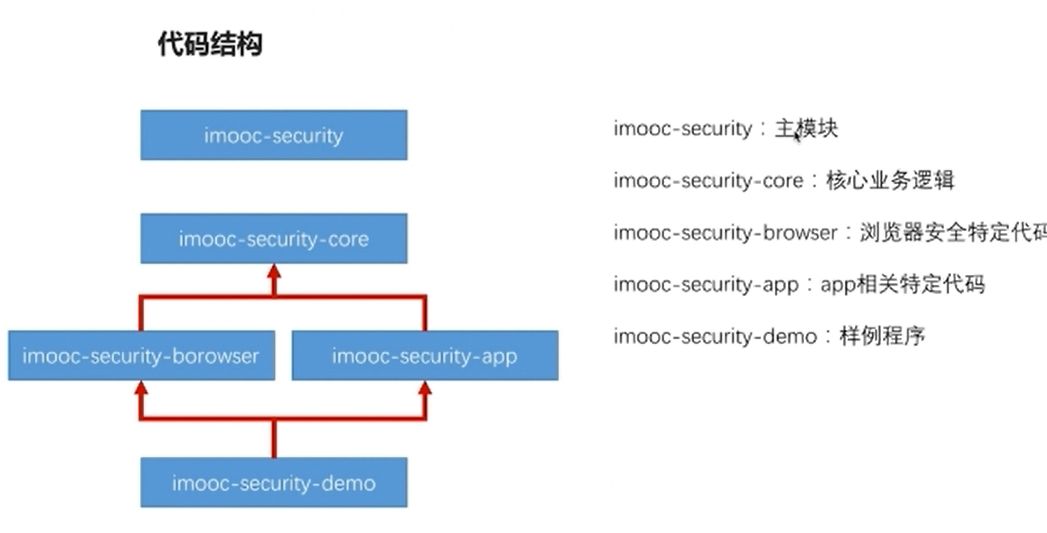 代码结构
imooc-security
imooc-security-core
imooc-security-borowser
imooc-security-app
imooc-security-demo
imooc-security：主模块
imooc-security-core：核心业务逻辑
imooc-security-browser：浏览器安全特定代码
imooc-security-app：app相关特定代码
imooc-security-demo：样例程序